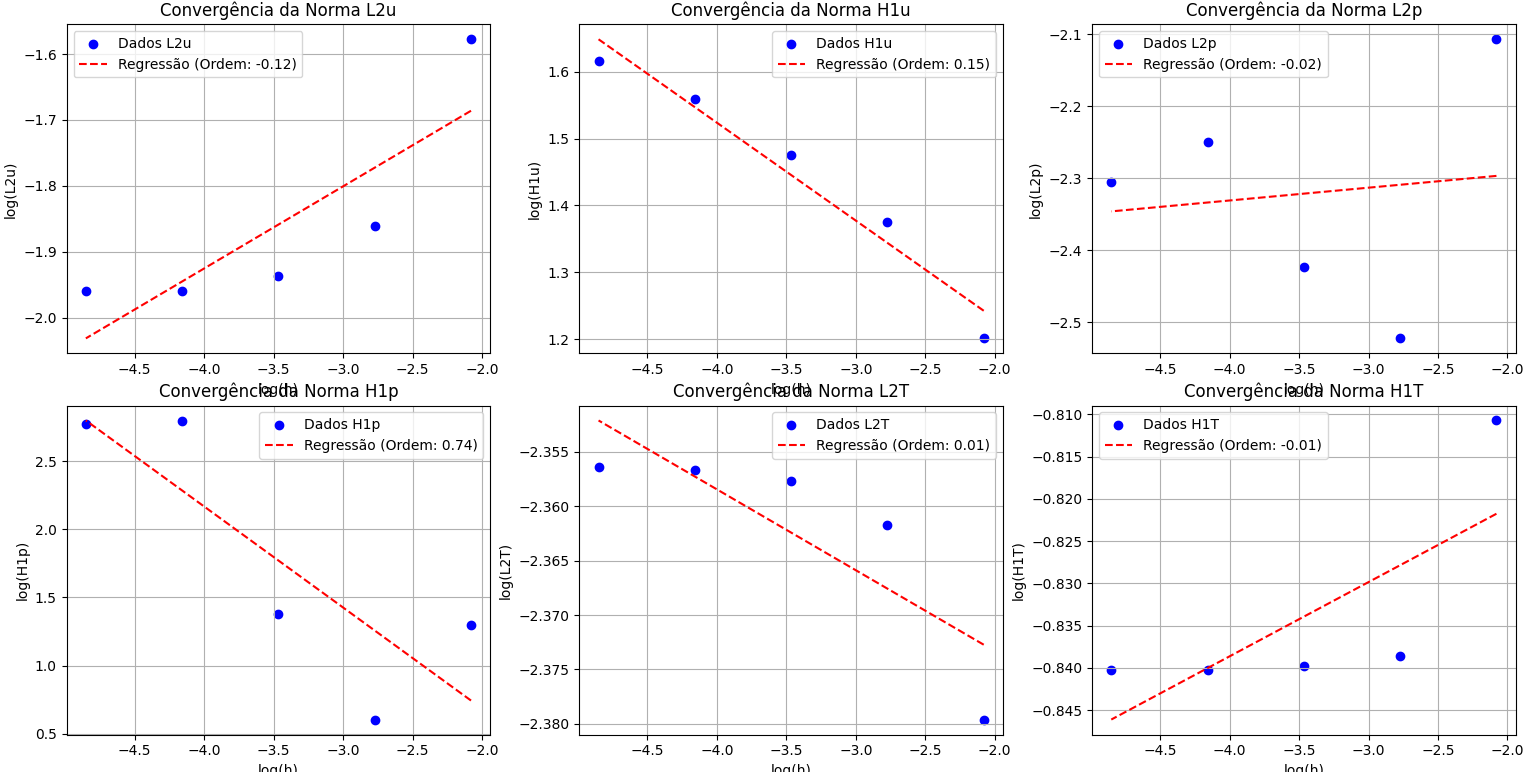 Convergência da Norma L2u
Dados L2u
Regressão (Ordem: -0.12)
log(L2u)
−1.6
−1.7
−1.8
−1.9
−2.0
−4.5 −4.0 −3.5 −3.0 −2.5 −2.0
log(h)
Convergência da Norma H1u
Dados H1u
Regressão (Ordem: 0.15)
log(H1u)
1.6
1.5
1.4
1.3
1.2
−4.5 −4.0 −3.5 −3.0 −2.5 −2.0
log(h)
Convergência da Norma L2p
Dados L2p
Regressão (Ordem: -0.02)
log(L2p)
−2.1
−2.2
−2.3
−2.4
−2.5
−4.5 −4.0 −3.5 −3.0 −2.5 −2.0
log(h)
Convergência da Norma H1p
Dados H1p
Regressão (Ordem: 0.74)
log(H1p)
2.5
2.0
1.5
1.0
0.5
−4.5 −4.0 −3.5 −3.0 −2.5 −2.0
log(h)
Convergência da Norma L2T
Dados L2T
Regressão (Ordem: 0.01)
log(L2T)
−2.355
−2.360
−2.365
−2.370
−2.375
−2.380
−4.5 −4.0 −3.5 −3.0 −2.5 −2.0
log(h)
Convergência da Norma H1T
Dados H1T
Regressão (Ordem: -0.01)
log(H1T)
−0.810
−0.815
−0.820
−0.825
−0.830
−0.835
−0.840
−0.845
−4.5 −4.0 −3.5 −3.0 −2.5 −2.0
log(h)